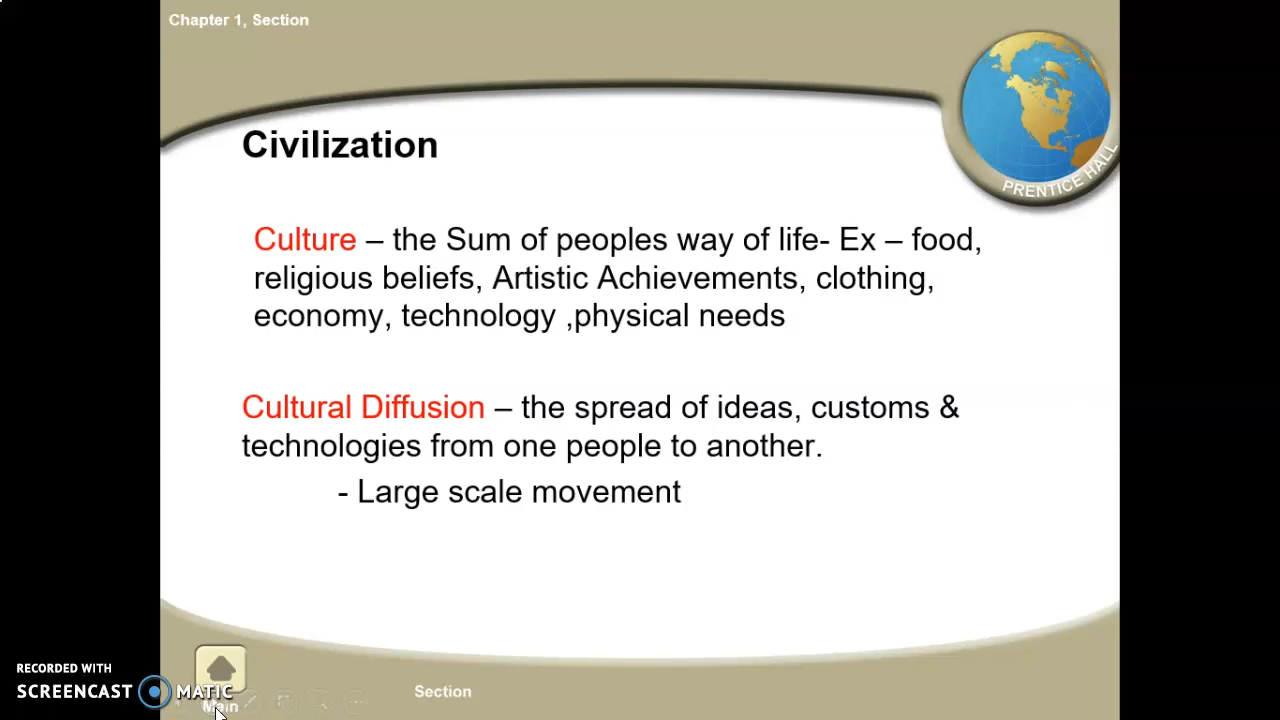 Chapter 1, Section
PRENTICE HALL
Civilization
Culture – the Sum of peoples way of life- Ex – food,
religious beliefs, Artistic Achievements, clothing,
economy, technology ,physical needs
Cultural Diffusion – the spread of ideas, customs &
technologies from one people to another.
- Large scale movement
RECORDED WITH
SCREENCAST MATIC
Main
Section